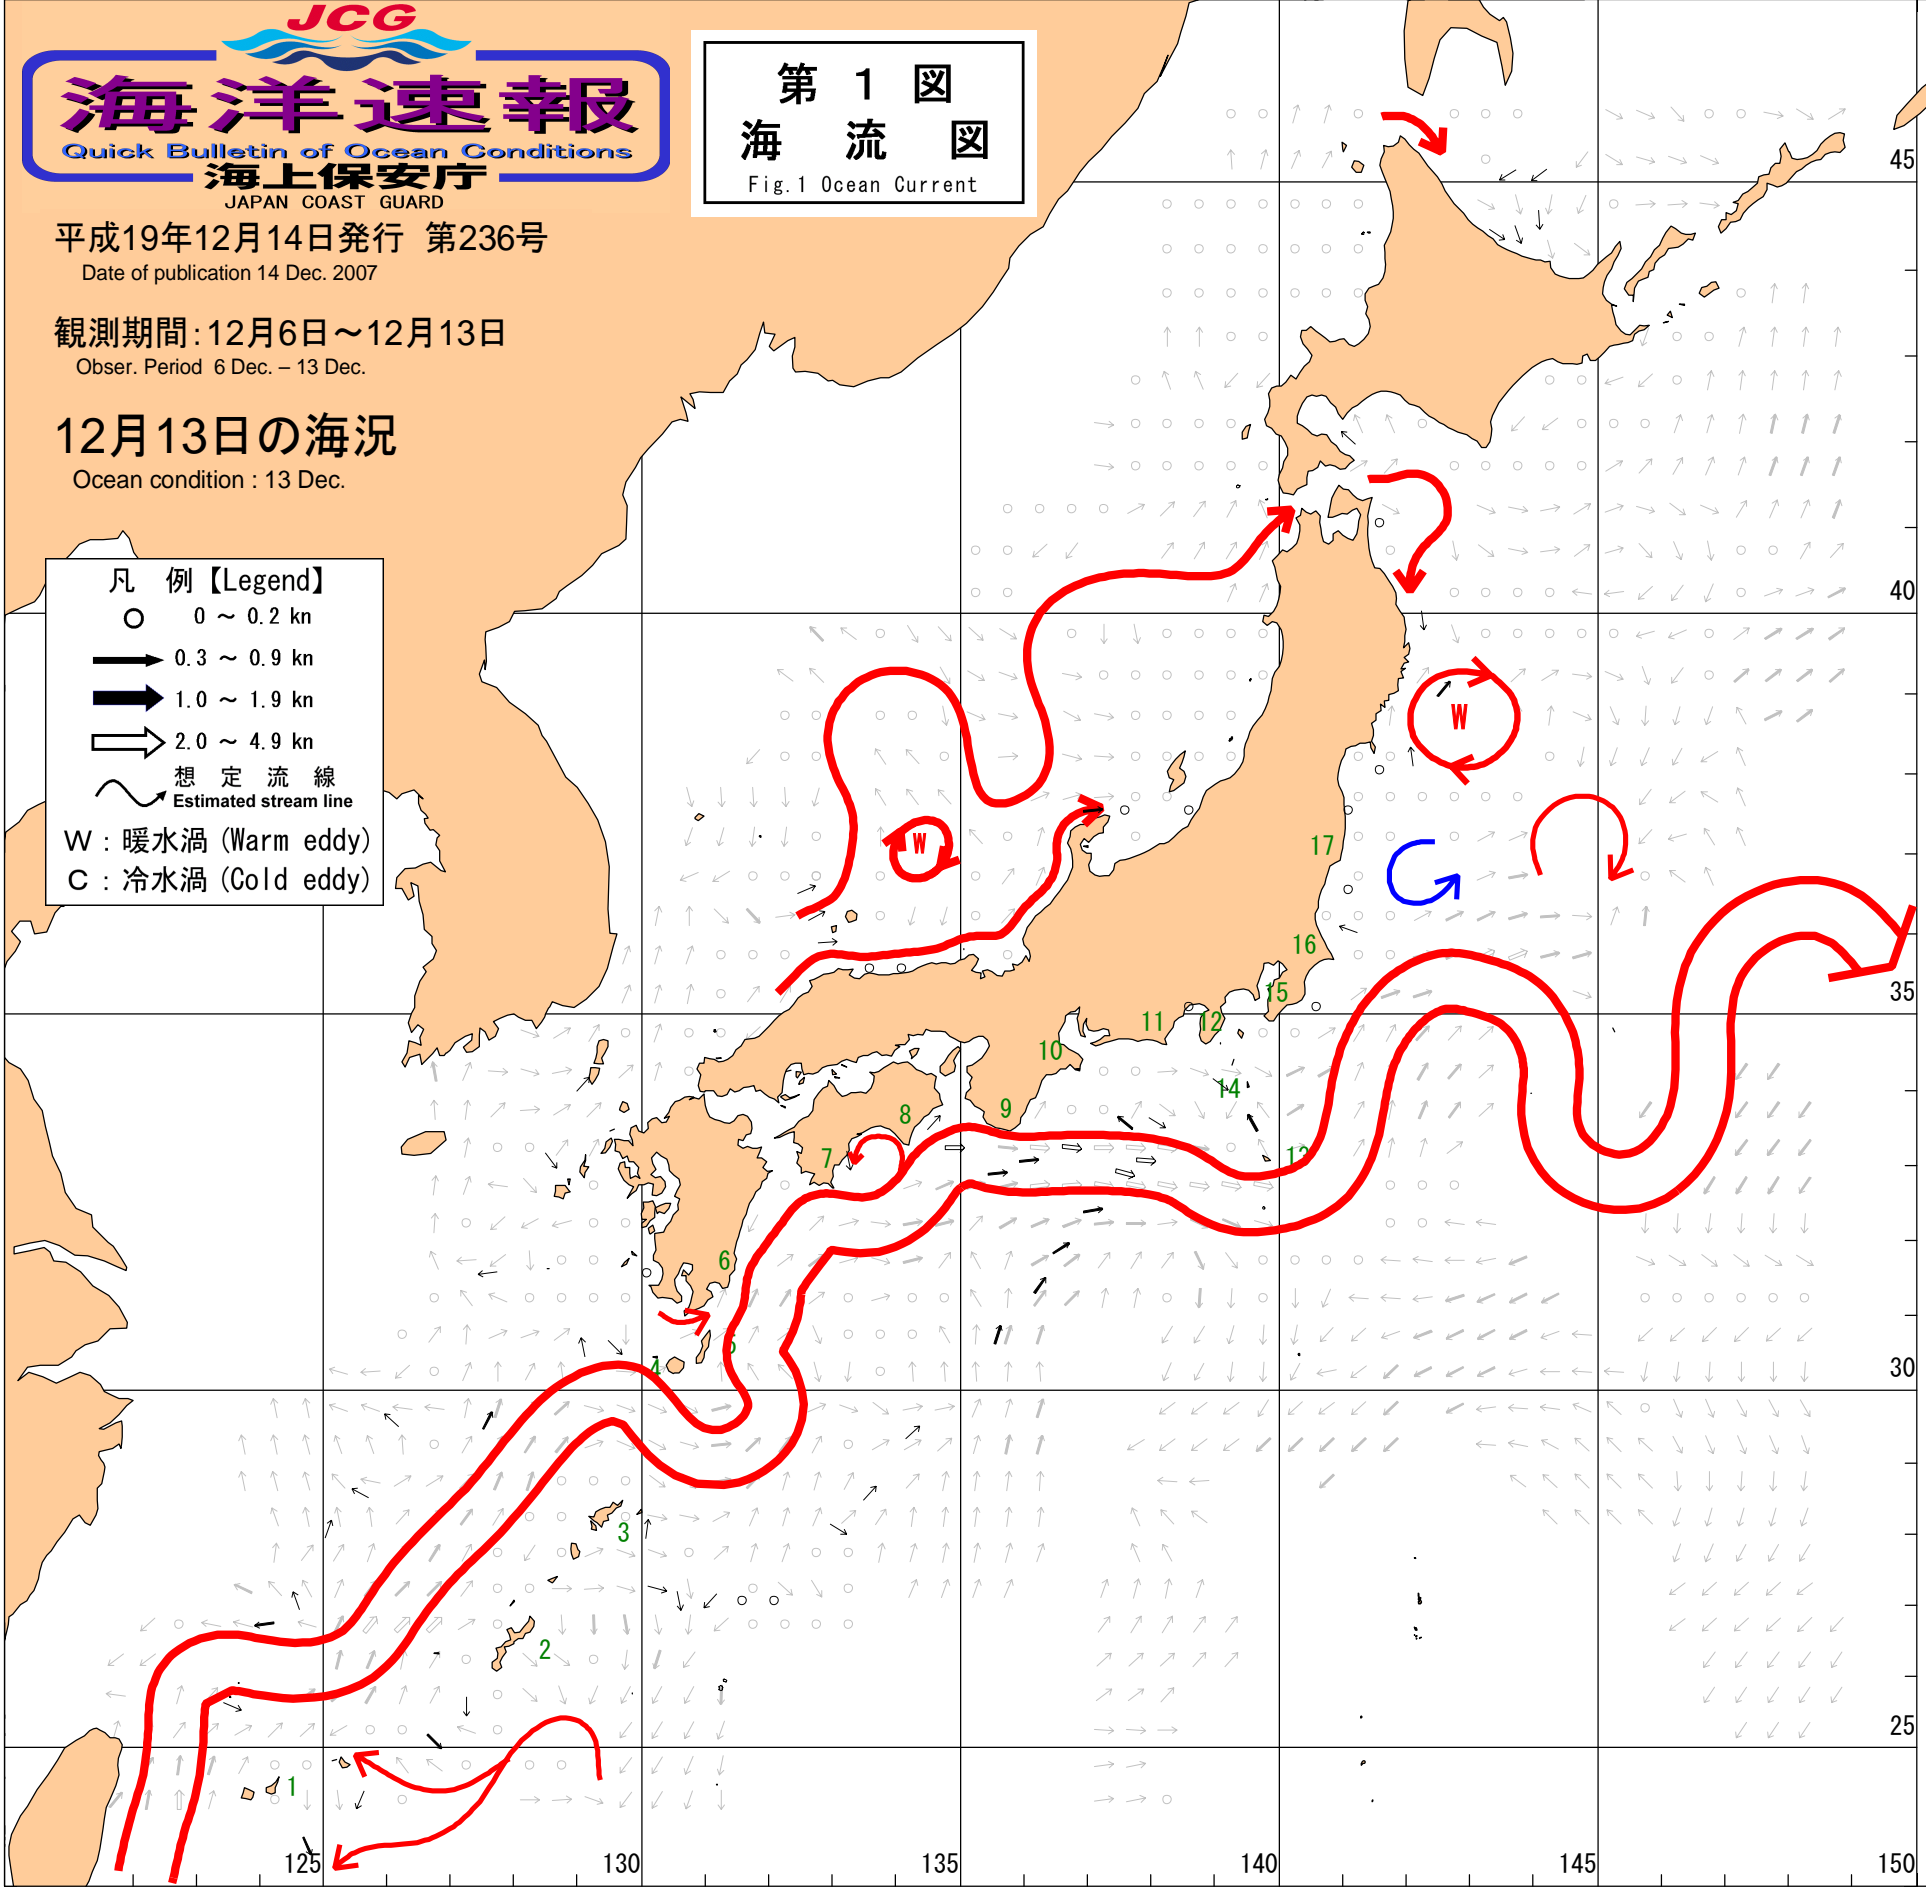 JCG
海洋速報
Quick Bulletin of Ocean Conditions
海上保安庁
JAPAN COAST GUARD
平成19年12月14日発行 第236号
Date of publication 14 Dec. 2007
観測期間:12月6日~12月13日
Obser. Period 6 Dec. – 13 Dec.
12月13日の海況
Ocean condition : 13 Dec.
第 1 図
海 流 図
Fig.1 Ocean Current
凡 例【Legend】
0 ~ 0.2 kn
0.3 ~ 0.9 kn
1.0 ~ 1.9 kn
2.0 ~ 4.9 kn
想 定 流 線
Estimated stream line
W : 暖水渦 (Warm eddy)
C : 冷水渦 (Cold eddy)
45
40
W
W
17
16
15
35
11
12
10
14
9
8
7
13
6
5
4
30
3
2
25
1
125
130
135
140
145
150